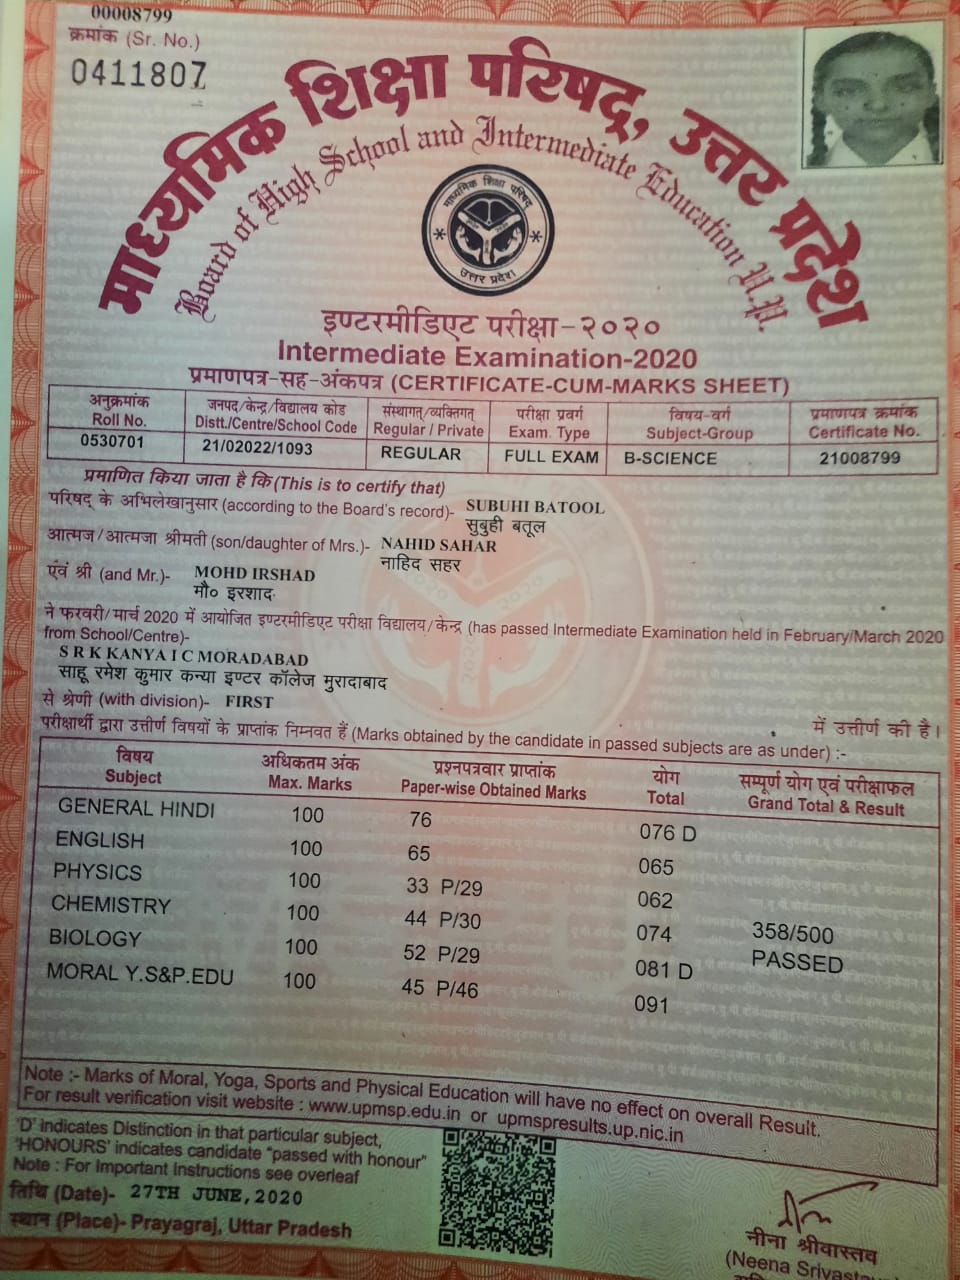 00008799
क्रमांक (Sr. No.)
0411807
माध्यमिक शिक्षा परिषद्, उत्तर प्रदेश
Board of High School and Intermediate Education U.P.
माध्यमिक शिक्षा परिषद्
उत्तर प्रदेश
इण्टरमीडिएट परीक्षा-२०२०
Intermediate Examination-2020
प्रमाणपत्र-सह-अंकपत्र (CERTIFICATE-CUM-MARKS SHEET)
अनुक्रमांक जनपद/केन्द्र/विद्यालय कोड संस्थागत्/व्यक्तिगत् परीक्षा प्रवर्ग विषय-वर्ग प्रमाणपत्र क्रमांक
Roll No. Distt./Centre/School Code Regular / Private Exam. Type Subject-Group Certificate No.
0530701 21/02022/1093 REGULAR FULL EXAM B-SCIENCE 21008799
प्रमाणित किया जाता है कि (This is to certify that)
परिषद् के अभिलेखानुसार (according to the Board's record)- SUBUHI BATOOL
सुबुही बतूल
आत्मज/आत्मजा श्रीमती (son/daughter of Mrs.)- NAHID SAHAR
नाहिद सहर
एंवं श्री (and Mr.)- MOHD IRSHAD
मौ० इरशाद
ने फरवरी/मार्च 2020 में आयोजित इण्टरमीडिएट परीक्षा विद्यालय/केन्द्र (has passed Intermediate Examination held in February/March 2020
from School/Centre)-
S R K KANYA I C MORADABAD
साहू रमेश कुमार कन्या इण्टर कॉलेज मुरादाबाद
से श्रेणी (with division)- FIRST में उत्तीर्ण की है।
परीक्षार्थी द्वारा उत्तीर्ण विषयों के प्राप्तांक निम्नवत हैं (Marks obtained by the candidate in passed subjects are as under) :-
विषय अधिकतम अंक प्रश्नपत्रवार प्राप्तांक योग सम्पूर्ण योग एवं परीक्षाफल
Subject Max. Marks Paper-wise Obtained Marks Total Grand Total & Result
GENERAL HINDI 100 76 076 D
ENGLISH 100 65 065
PHYSICS 100 33 P/29 062
CHEMISTRY 100 44 P/30 074 358/500
BIOLOGY 100 52 P/29 081 D PASSED
MORAL Y.S&P.EDU 100 45 P/46 091
Note :- Marks of Moral, Yoga, Sports and Physical Education will have no effect on overall Result.
For result verification visit website : www.upmsp.edu.in or upmspresults.up.nic.in
'D' indicates Distinction in that particular subject,
'HONOURS' indicates candidate "passed with honour"
Note : For Important Instructions see overleaf
तिथि (Date)- 27TH JUNE,2020
स्थान (Place)- Prayagraj, Uttar Pradesh
नीना श्रीवास्तव
(Neena Srivasta